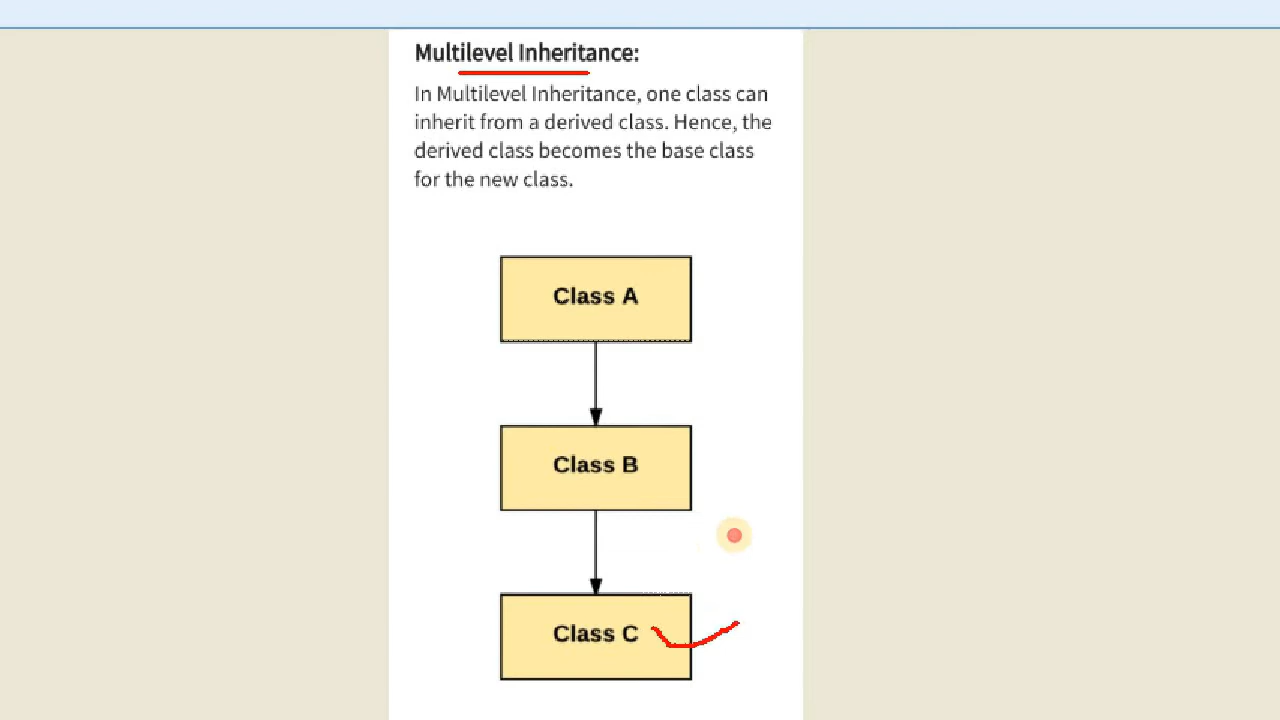 Multilevel Inheritance:
In Multilevel Inheritance, one class can
inherit from a derived class. Hence, the
derived class becomes the base class
for the new class.
Class A
Class B
Class C